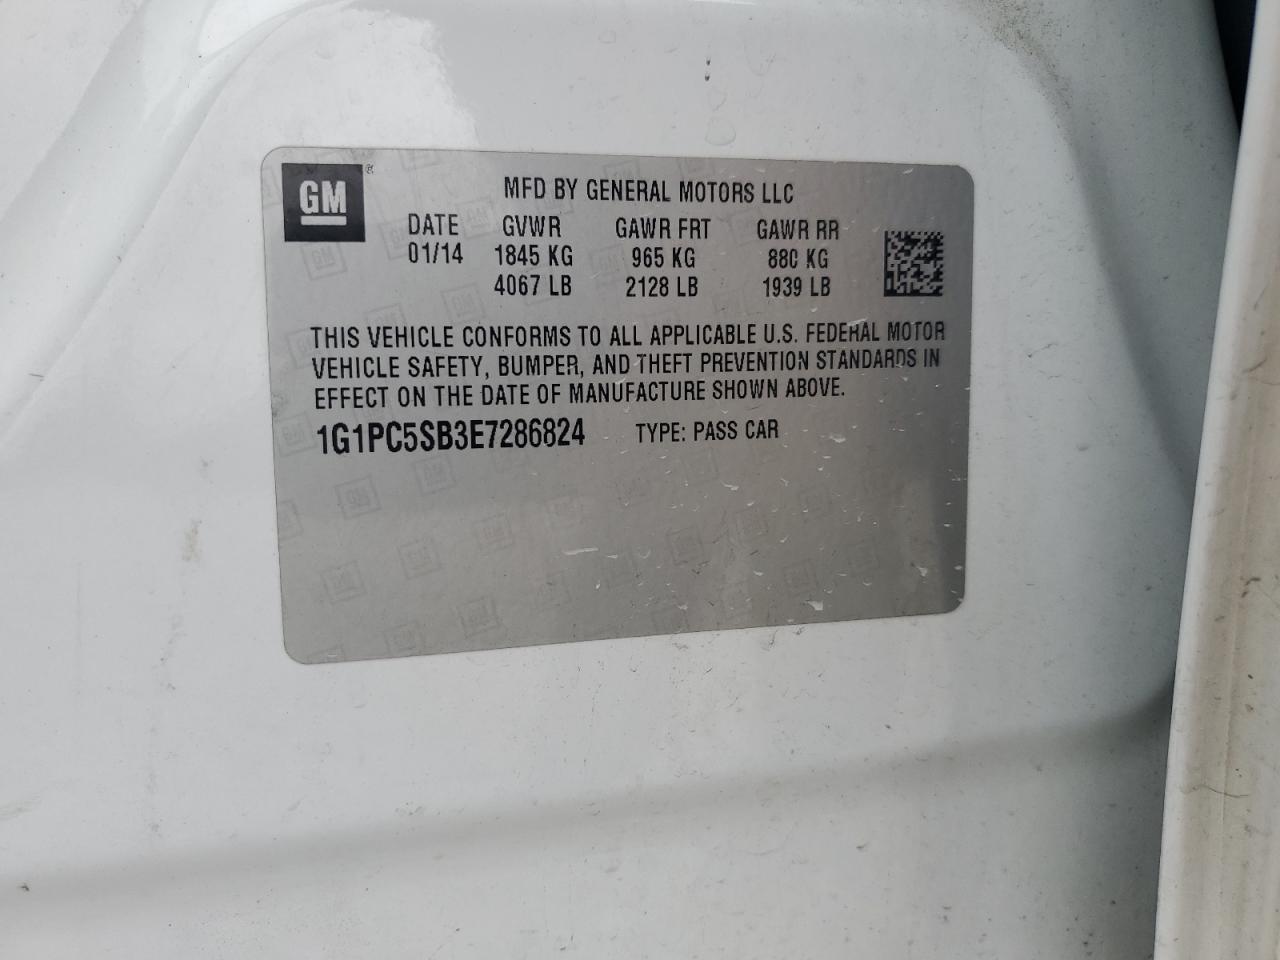 GM ®
MFD BY GENERAL MOTORS LLC
DATE GVWR GAWR FRT GAWR RR
01/14 1845 KG 965 KG 880 KG
4067 LB 2128 LB 1939 LB
THIS VEHICLE CONFORMS TO ALL APPLICABLE U.S. FEDERAL MOTOR
VEHICLE SAFETY, BUMPER, AND THEFT PREVENTION STANDARDS IN
EFFECT ON THE DATE OF MANUFACTURE SHOWN ABOVE.
1G1PC5SB3E7286824 TYPE: PASS CAR